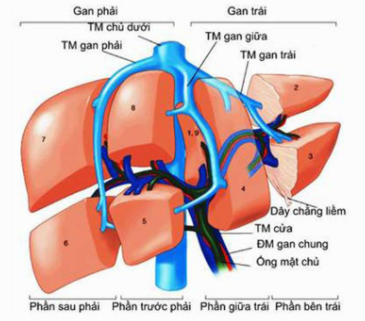 Gan phải
Gan trái
TM chủ dưới
TM gan phải
TM gan giữa
TM gan trái
2
8
7
1,9
3
4
Dây chằng liềm
5
6
TM cửa
ĐM gan chung
Ống mật chủ
Phần sau phải
Phần trước phải
Phần giữa trái
Phần bên trái